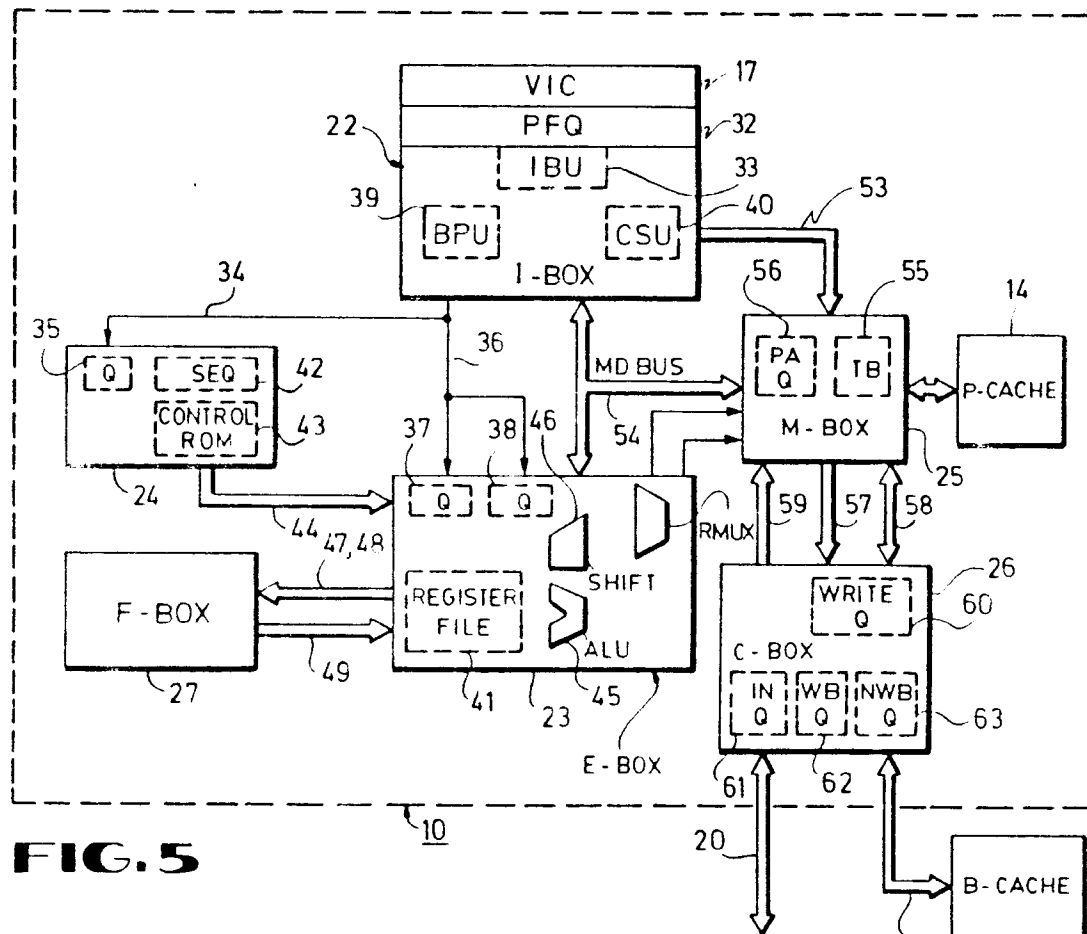 VIC
17
PFQ
32
22
IBU
33
53
39
BPU
40
CSU
I-BOX
56
55
14
34
35
Q
SEQ
42
36
MD BUS
PA
Q
TB
P-CACHE
CONTROL
ROM
43
37
38
46
54
M-BOX
24
Q
Q
25
44
59
57
58
RMUX
47,48
SHIFT
26
F-BOX
REGISTER
FILE
WRITE
Q
60
49
ALU
C-BOX
27
41
23
45
IN
Q
WB
Q
NWB
Q
63
E-BOX
61
62
10
20
FIG.5
B-CACHE